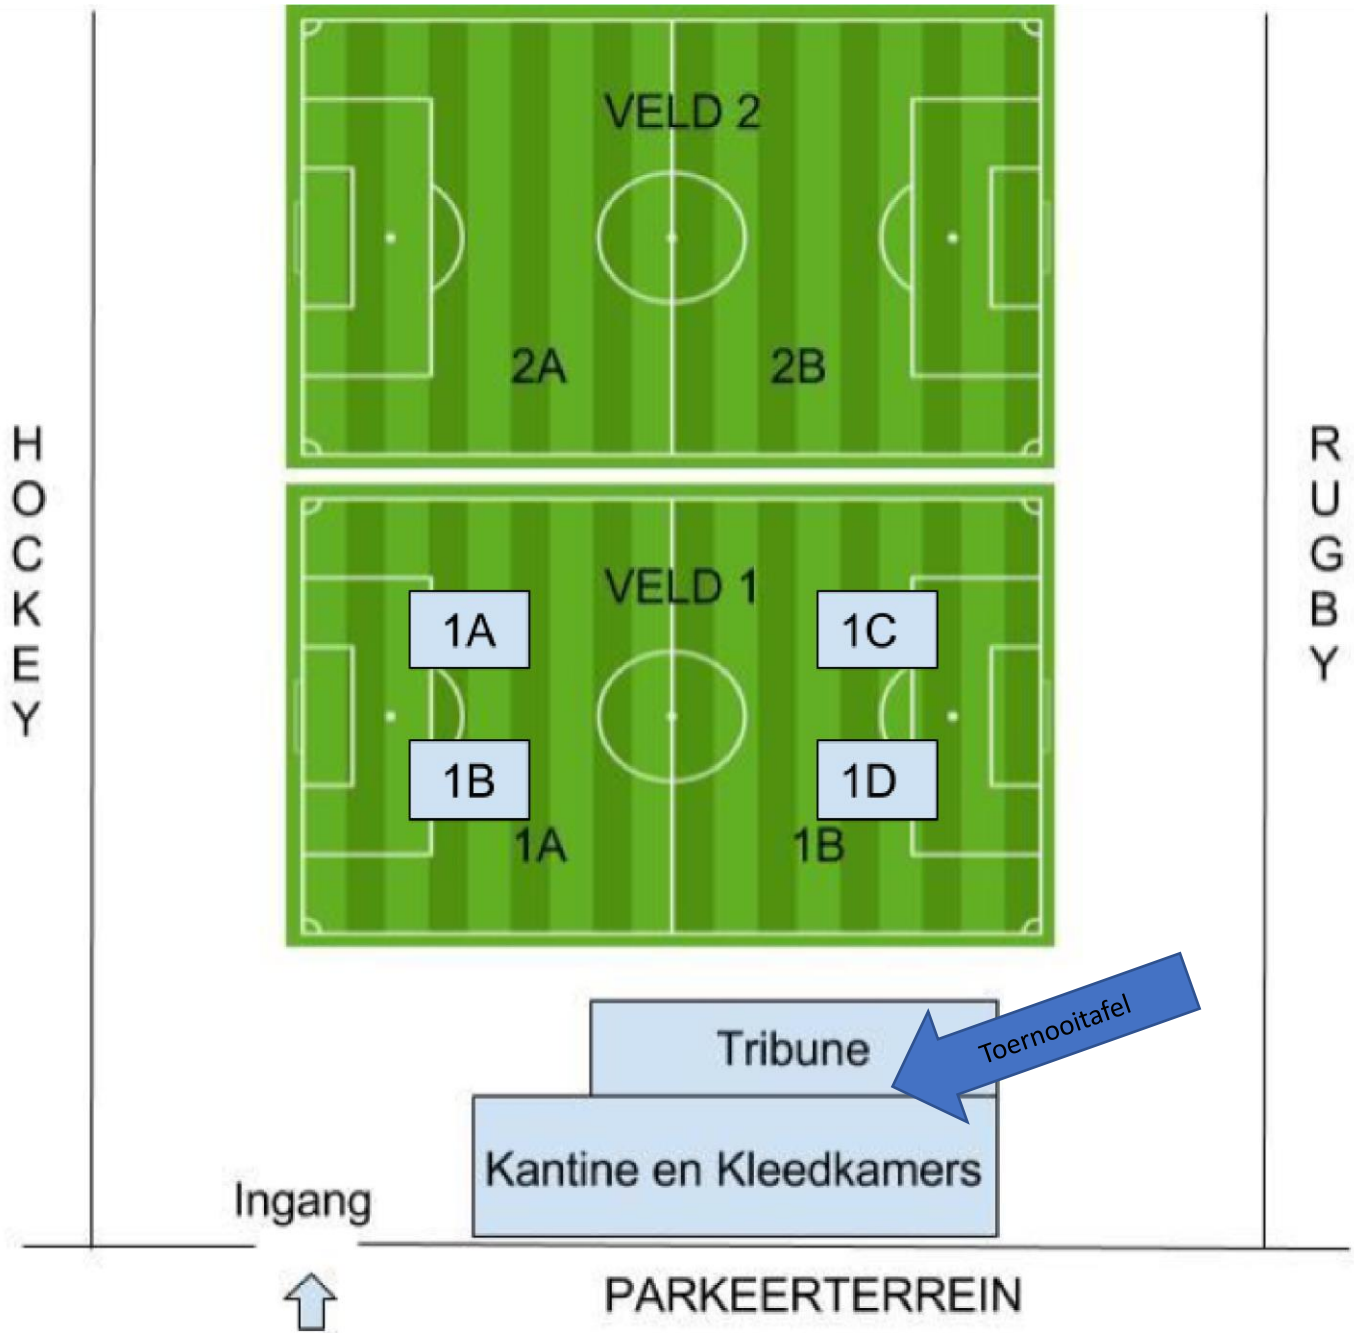 VELD 2
2A
2B
HOCKEY
RUGBY
VELD 1
1A
1C
1B
1D
1A
1B
Toernooitafel
Tribune
Kantine en Kleedkamers
Ingang
PARKEERTERREIN